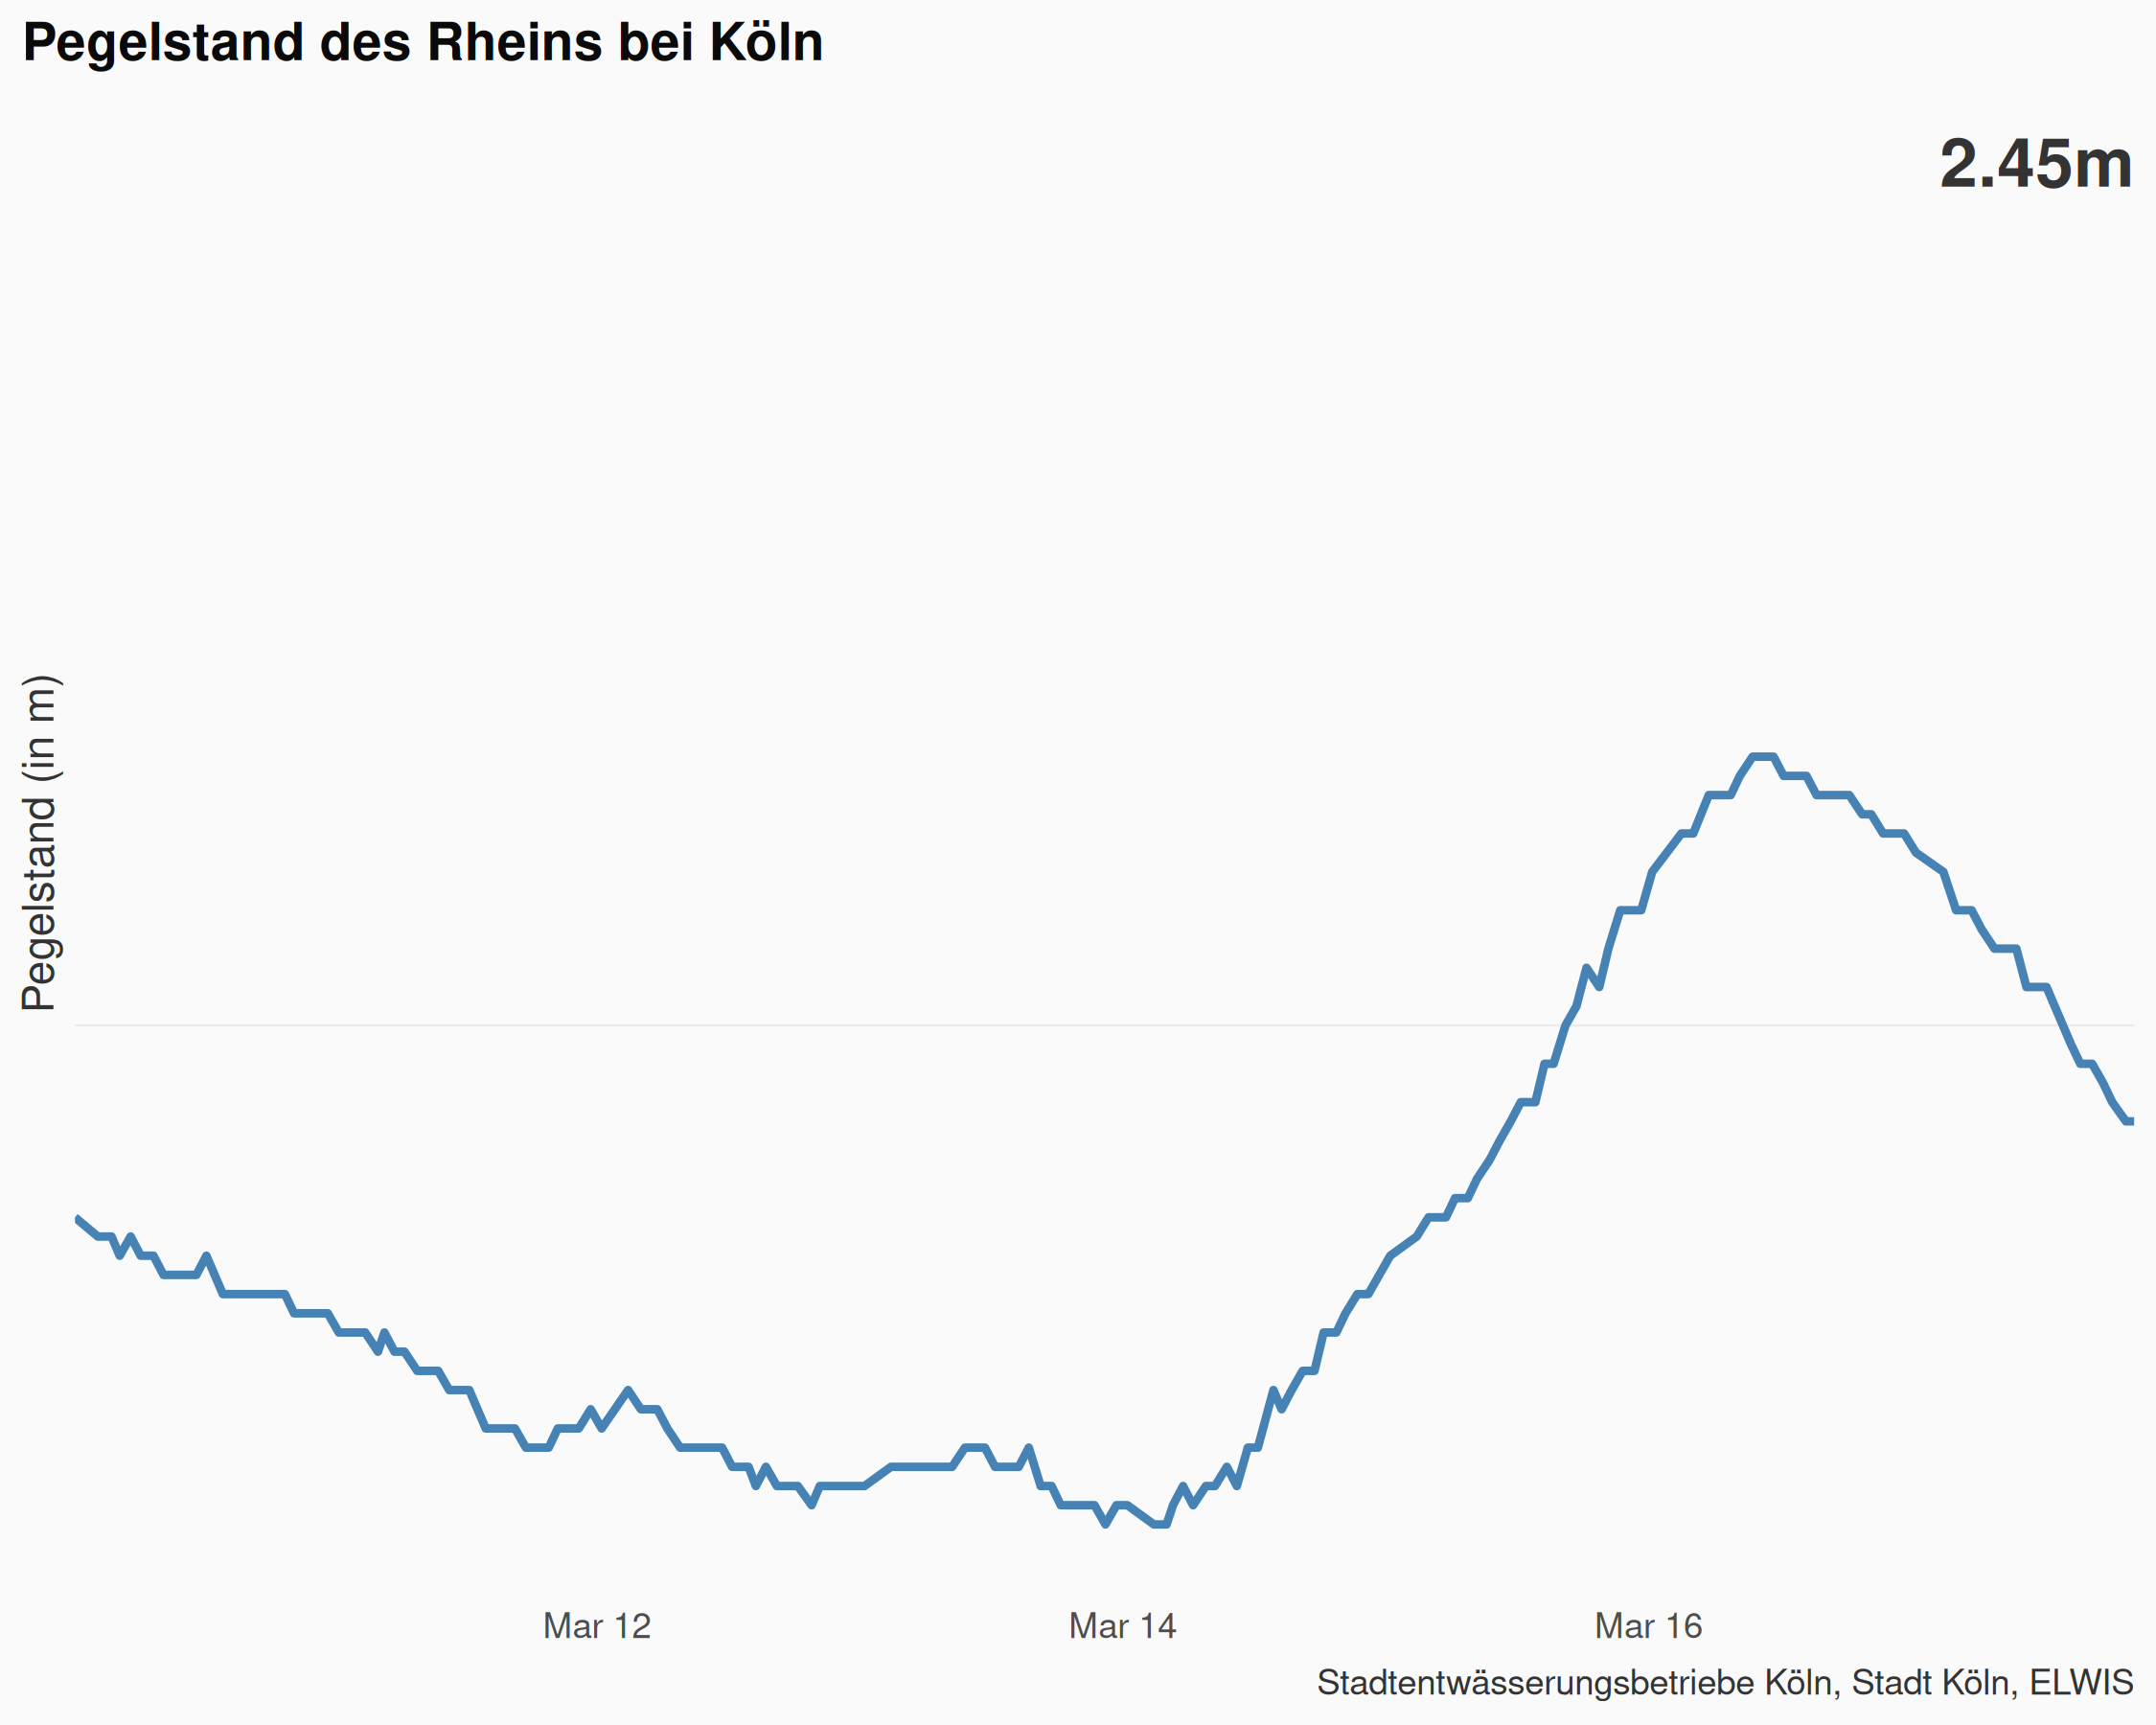 Pegelstand des Rheins bei Köln
2.45m
Pegelstand (in m)
Mar 12
Mar 14
Mar 16
Stadtentwässerungsbetriebe Köln, Stadt Köln, ELWIS